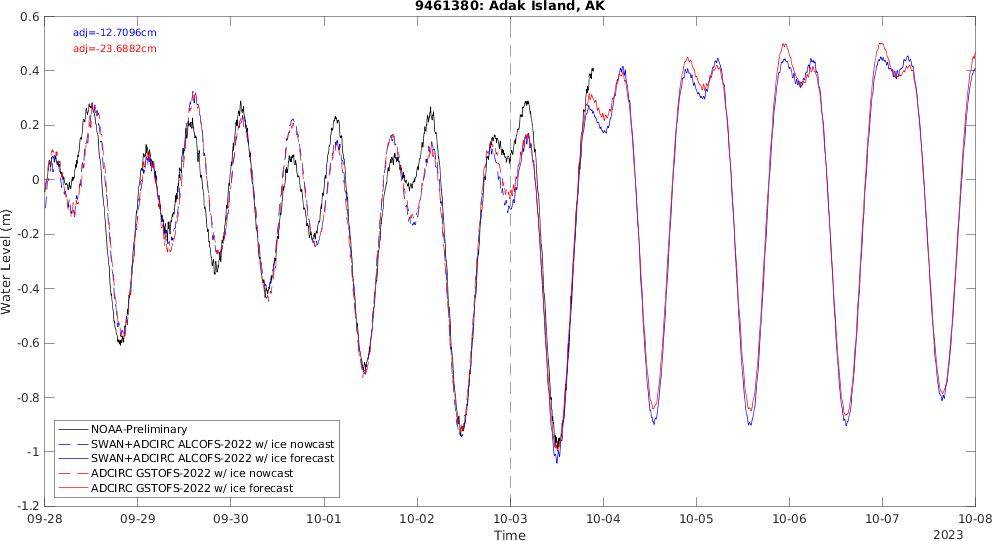 9461380: Adak Island, AK
adj=-12.7096cm
adj=-23.6882cm
Water Level (m)
0.6
0.4
0.2
0
-0.2
-0.4
-0.6
-0.8
-1
-1.2
NOAA-Preliminary
SWAN+ADCIRC ALCOFS-2022 w/ ice nowcast
SWAN+ADCIRC ALCOFS-2022 w/ ice forecast
ADCIRC GSTOFS-2022 w/ ice nowcast
ADCIRC GSTOFS-2022 w/ ice forecast
09-28 09-29 09-30 10-01 10-02 10-03 10-04 10-05 10-06 10-07 10-08
Time
2023